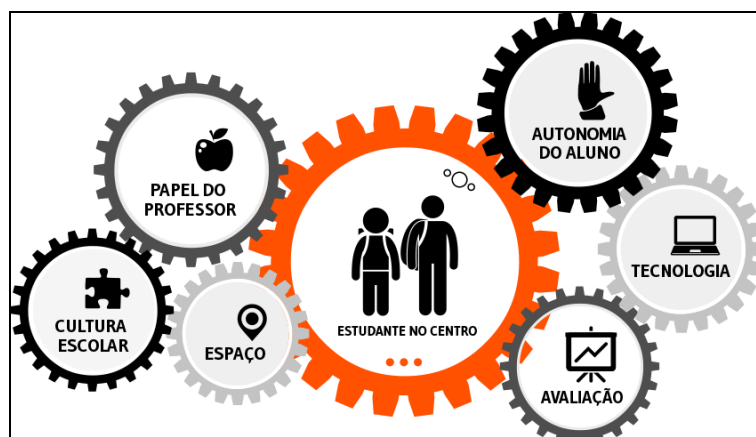 PAPEL DO
PROFESSOR
CULTURA
ESCOLAR
ESPAÇO
ESTUDANTE NO CENTRO
AUTONOMIA
DO ALUNO
TECNOLOGIA
AVALIAÇÃO